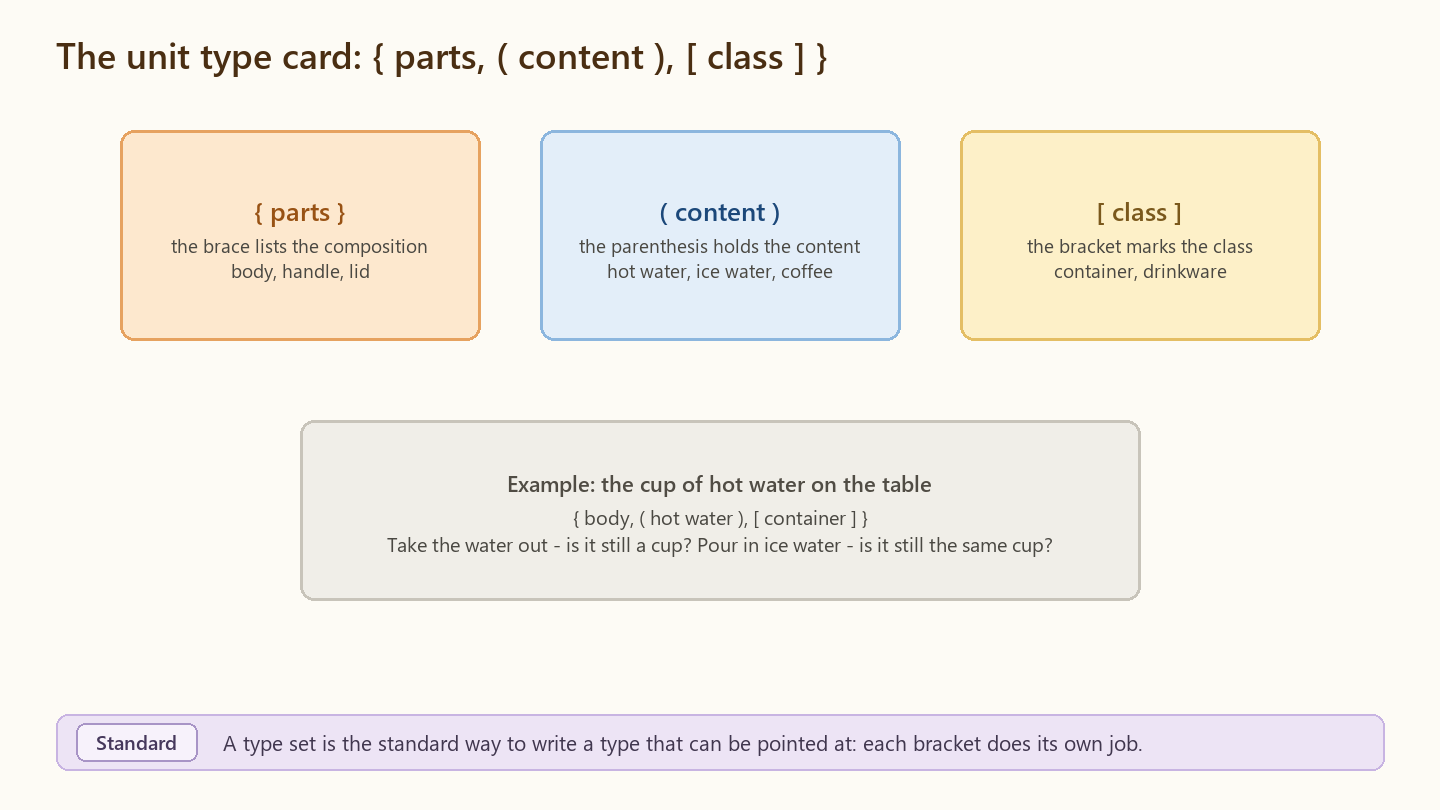 The unit type card: { parts, ( content ), [ class ] }
{ parts }
the brace lists the composition
body, handle, lid
( content )
the parenthesis holds the content
hot water, ice water, coffee
[ class ]
the bracket marks the class
container, drinkware
Example: the cup of hot water on the table
{ body, ( hot water ), [ container ] }
Take the water out - is it still a cup? Pour in ice water - is it still the same cup?
Standard
A type set is the standard way to write a type that can be pointed at: each bracket does its own job.